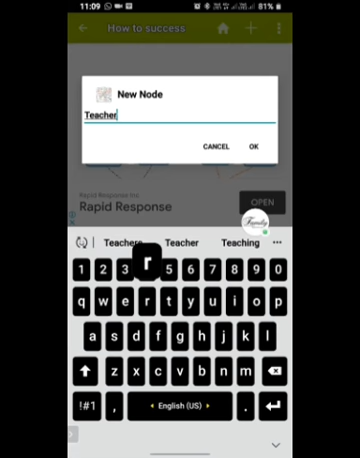 11:09
81%
How to success
New Node
Teacher
CANCEL OK
Rapid Response Inc
Rapid Response
OPEN
Family
Teachers Teacher Teaching
r
1 2 3 5 6 7 8 9 0
q w e r t y u i o p
a s d f g h j k l
z x c v b n m
!#1 , English (US) .